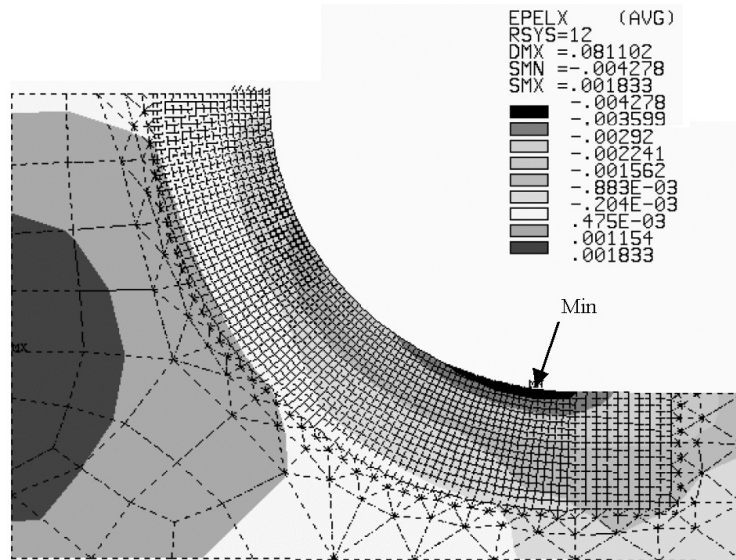 EPELX (AVG)
RSYS=12
DMX =.081102
SMN =-.004278
SMX =.001833
-.004278
-.003599
-.00292
-.002241
-.001562
-.883E-03
-.204E-03
.475E-03
.001154
.001833
Min
MX